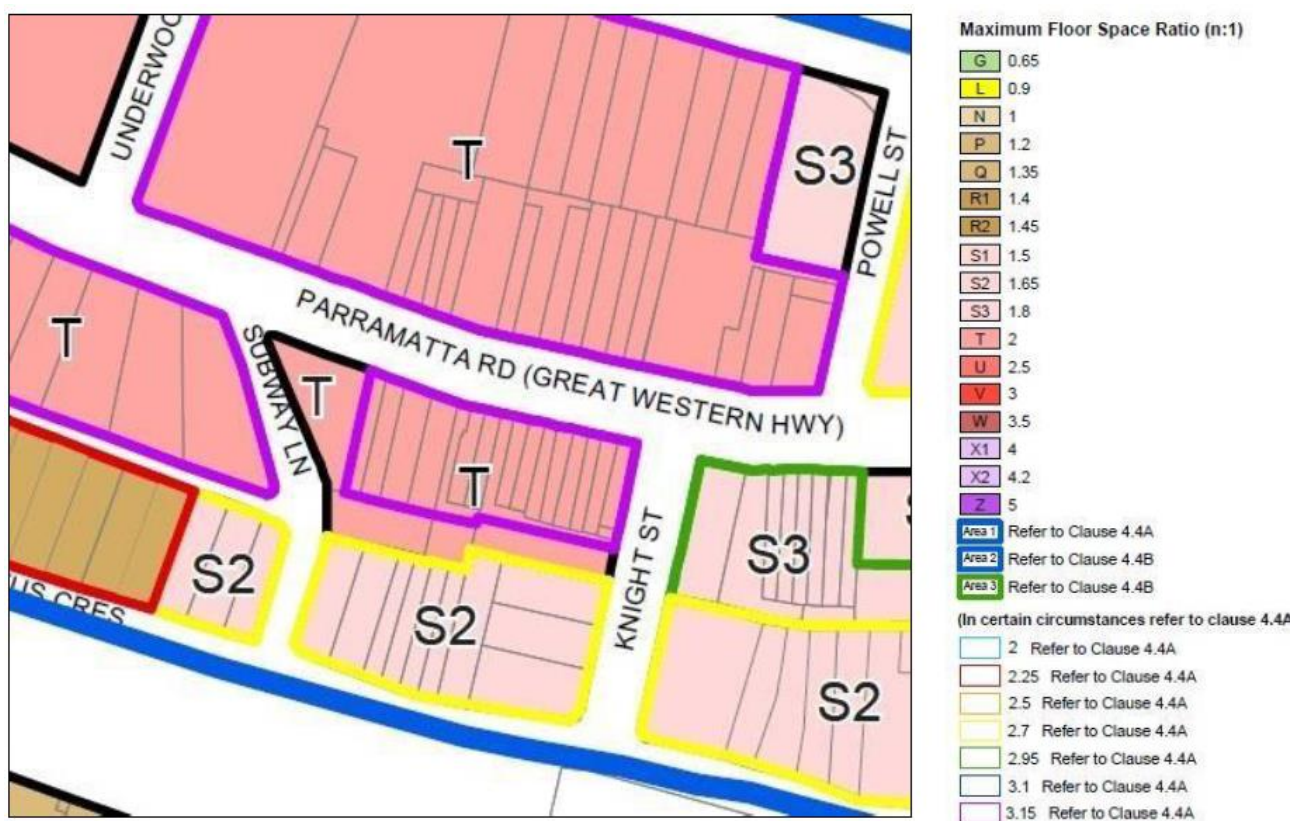 UNDERWOO
T
S3
POWELL ST
T
PARRAMATTA RD (GREAT WESTERN HWY)
SUBWAY LN
T
T
S3
S2
US CRES
S2
KNIGHT ST
S2
Maximum Floor Space Ratio (n:1)
G 0.65
L 0.9
N 1
P 1.2
Q 1.35
R1 1.4
R2 1.45
S1 1.5
S2 1.65
S3 1.8
T 2
U 2.5
V 3
W 3.5
X1 4
X2 4.2
Z 5
Area 1 Refer to Clause 4.4A
Area 2 Refer to Clause 4.4B
Area 3 Refer to Clause 4.4B
(In certain circumstances refer to clause 4.4A
2 Refer to Clause 4.4A
2.25 Refer to Clause 4.4A
2.5 Refer to Clause 4.4A
2.7 Refer to Clause 4.4A
2.95 Refer to Clause 4.4A
3.1 Refer to Clause 4.4A
3.15 Refer to Clause 4.4A